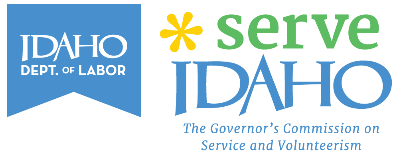 IDAHO
DEPT. OF LABOR
serve
IDAHO
The Governor's Commission on
Service and Volunteerism